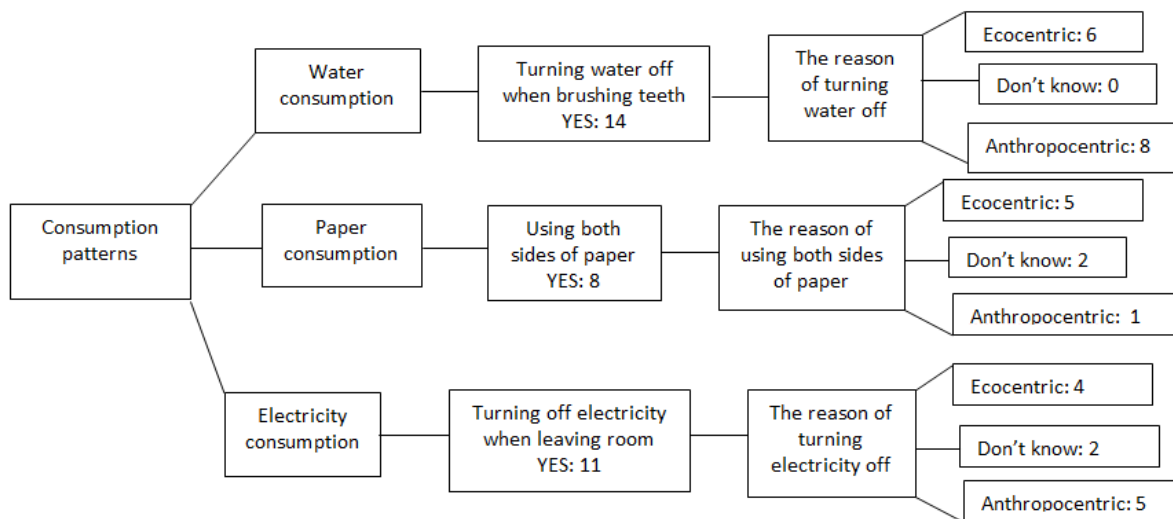 Consumption
patterns
Water
consumption
Turning water off
when brushing teeth
YES: 14
The reason
of turning
water off
Ecocentric: 6
Don’t know: 0
Anthropocentric: 8
Paper
consumption
Using both
sides of paper
YES: 8
The reason of
using both sides
of paper
Ecocentric: 5
Don’t know: 2
Anthropocentric: 1
Electricity
consumption
Turning off electricity
when leaving room
YES: 11
The reason of
turning
electricity off
Ecocentric: 4
Don’t know: 2
Anthropocentric: 5